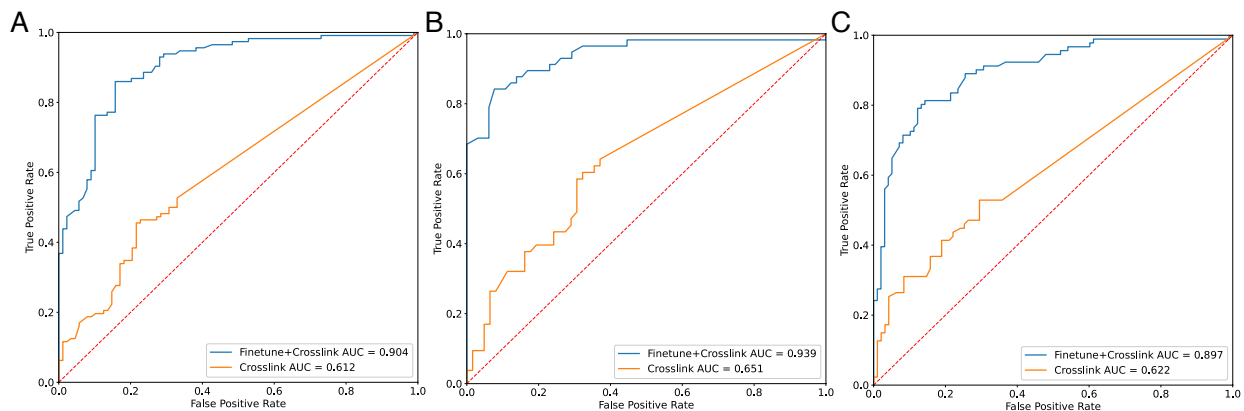 A
1.0
0.8
0.6
0.4
0.2
0.0
True Positive Rate
0.0 0.2 0.4 0.6 0.8 1.0
False Positive Rate
Finetune+Crosslink AUC = 0.904
Crosslink AUC = 0.612
B
1.0
0.8
0.6
0.4
0.2
0.0
True Positive Rate
0.0 0.2 0.4 0.6 0.8 1.0
False Positive Rate
Finetune+Crosslink AUC = 0.939
Crosslink AUC = 0.651
C
1.0
0.8
0.6
0.4
0.2
0.0
True Positive Rate
0.0 0.2 0.4 0.6 0.8 1.0
False Positive Rate
Finetune+Crosslink AUC = 0.897
Crosslink AUC = 0.622